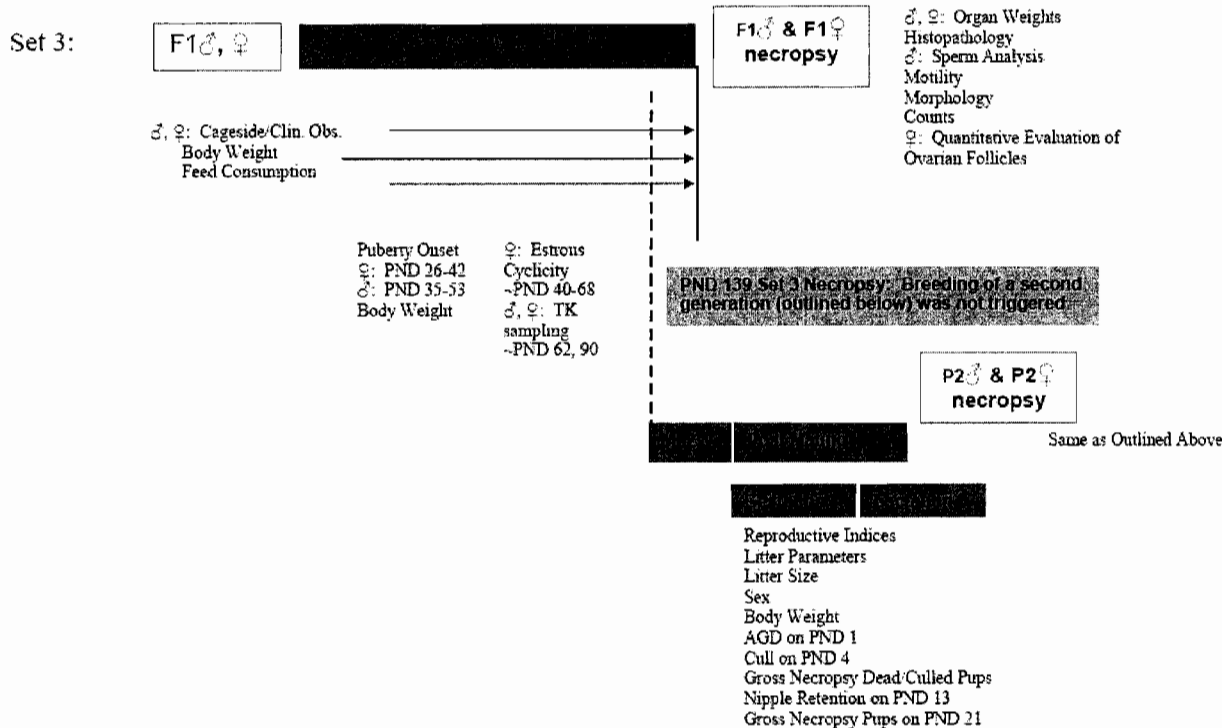 Set 3:
F1♂, ♀
F1♂ & F1♀
necropsy
♂, ♀: Organ Weights
Histopathology
♂: Sperm Analysis
Motility
Morphology
Counts
♀: Quantitative Evaluation of
Ovarian Follicles
♂, ♀: Cageside/Clin. Obs.
Body Weight
Feed Consumption
Puberty Onset
♀: PND 26-42
♂: PND 35-53
Body Weight
♀: Estrous
Cyclicity
~PND 40-68
♂, ♀: TK
sampling
~PND 62, 90
PND 139 Set 3 Necropsy: Breeding of a second
generation (outlined below) was not triggered
P2♂ & P2♀
necropsy
Same as Outlined Above
Reproductive Indices
Litter Parameters
Litter Size
Sex
Body Weight
AGD on PND 1
Cull on PND 4
Gross Necropsy Dead/Culled Pups
Nipple Retention on PND 13
Gross Necropsy Pups on PND 21